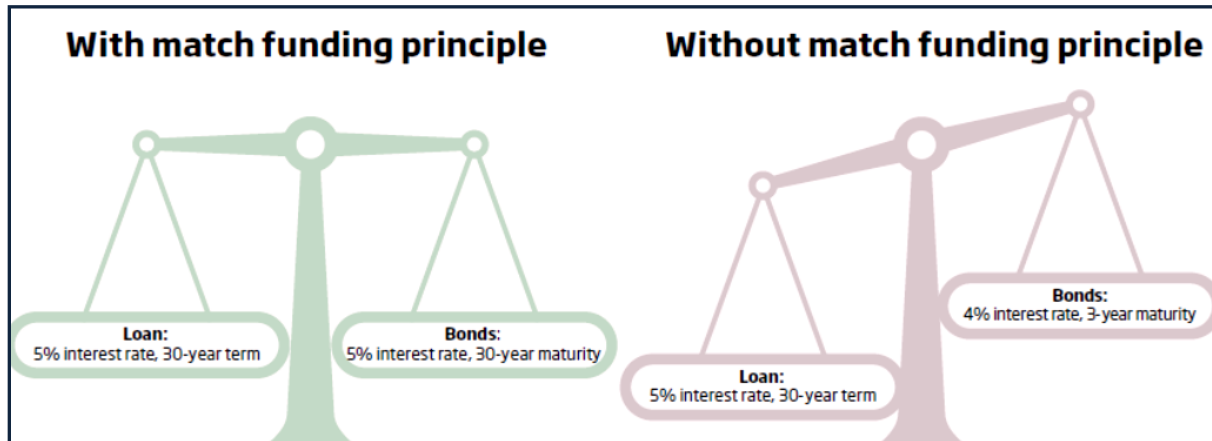 With match funding principle
Loan:
5% interest rate, 30-year term
Bonds:
5% interest rate, 30-year maturity
Without match funding principle
Bonds:
4% interest rate, 3-year maturity
Loan:
5% interest rate, 30-year term